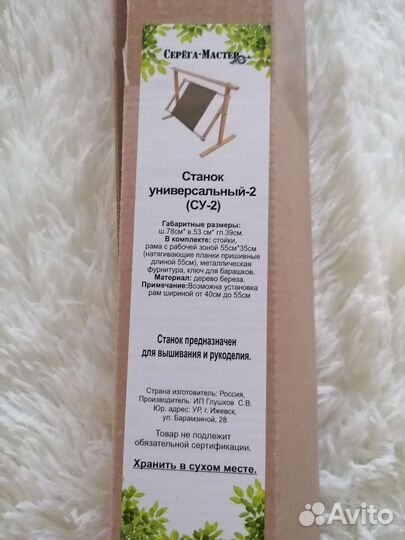 Серёга-Мастер
Станок
универсальный-2
(СУ-2)
Габаритные размеры:
ш.78см* в.53 см* гл.39см.
В комплекте: стойки,
рама с рабочей зоной 55см*35см
(натягивающие планки пришивные
длиной 55см), металлическая
фурнитура, ключ для барашков.
Материал: дерево береза.
Примечание:Возможна установка
рам шириной от 40см до 55см
Станок предназначен
для вышивания и рукоделия.
Страна изготовитель: Россия,
Производитель: ИП Глушков С.В.
Юр. адрес: УР, г. Ижевск,
ул. Барамзиной, 28
Товар не подлежит
обязательной сертификации.
Хранить в сухом месте.
Avito